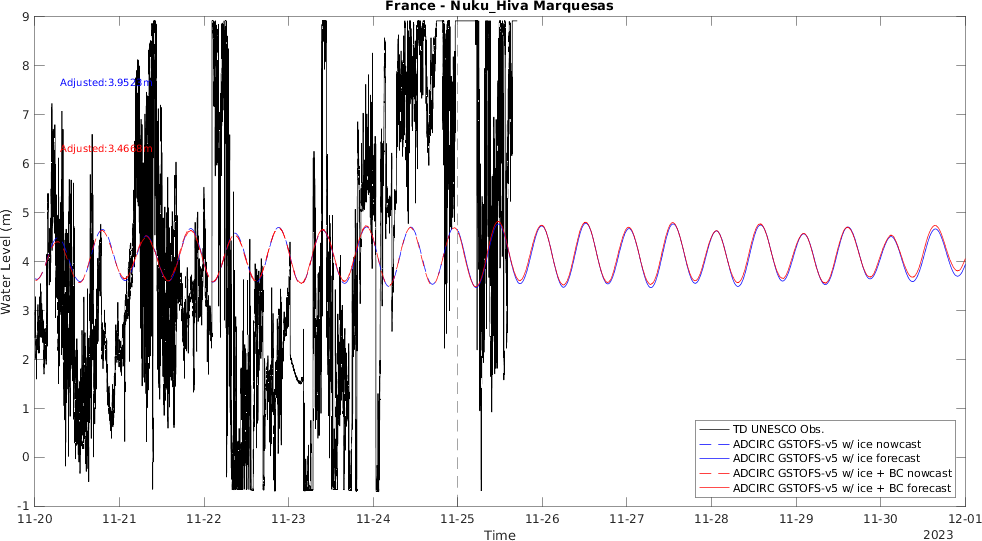 France - Nuku_Hiva Marquesas
9
8
7
6
5
4
3
2
1
0
-1
Water Level (m)
Adjusted:3.952
Adjusted:3.466
TD UNESCO Obs.
ADCIRC GSTOFS-v5 w/ ice nowcast
ADCIRC GSTOFS-v5 w/ ice forecast
ADCIRC GSTOFS-v5 w/ ice + BC nowcast
ADCIRC GSTOFS-v5 w/ ice + BC forecast
11-20 11-21 11-22 11-23 11-24 11-25 11-26 11-27 11-28 11-29 11-30 12-01
Time
2023